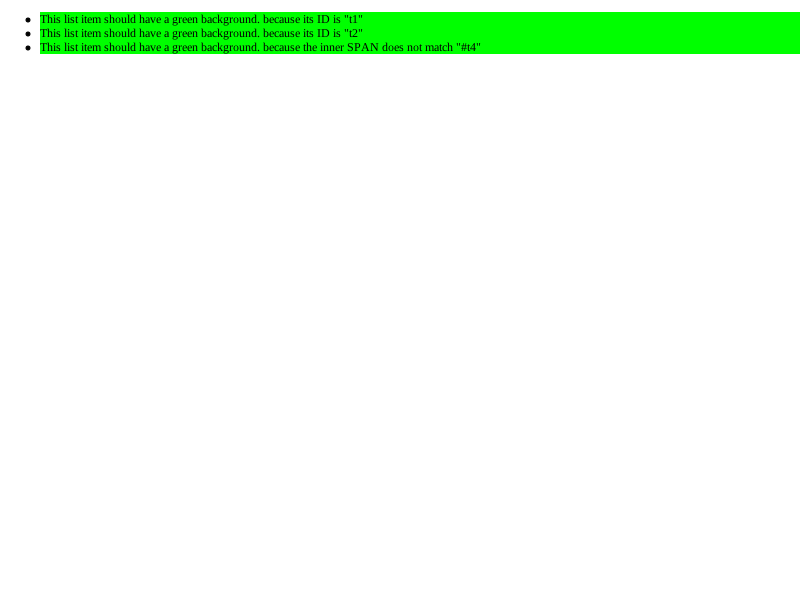 This list item should have a green background. because its ID is "t1"
This list item should have a green background. because its ID is "t2"
This list item should have a green background. because the inner SPAN does not match "#t4"